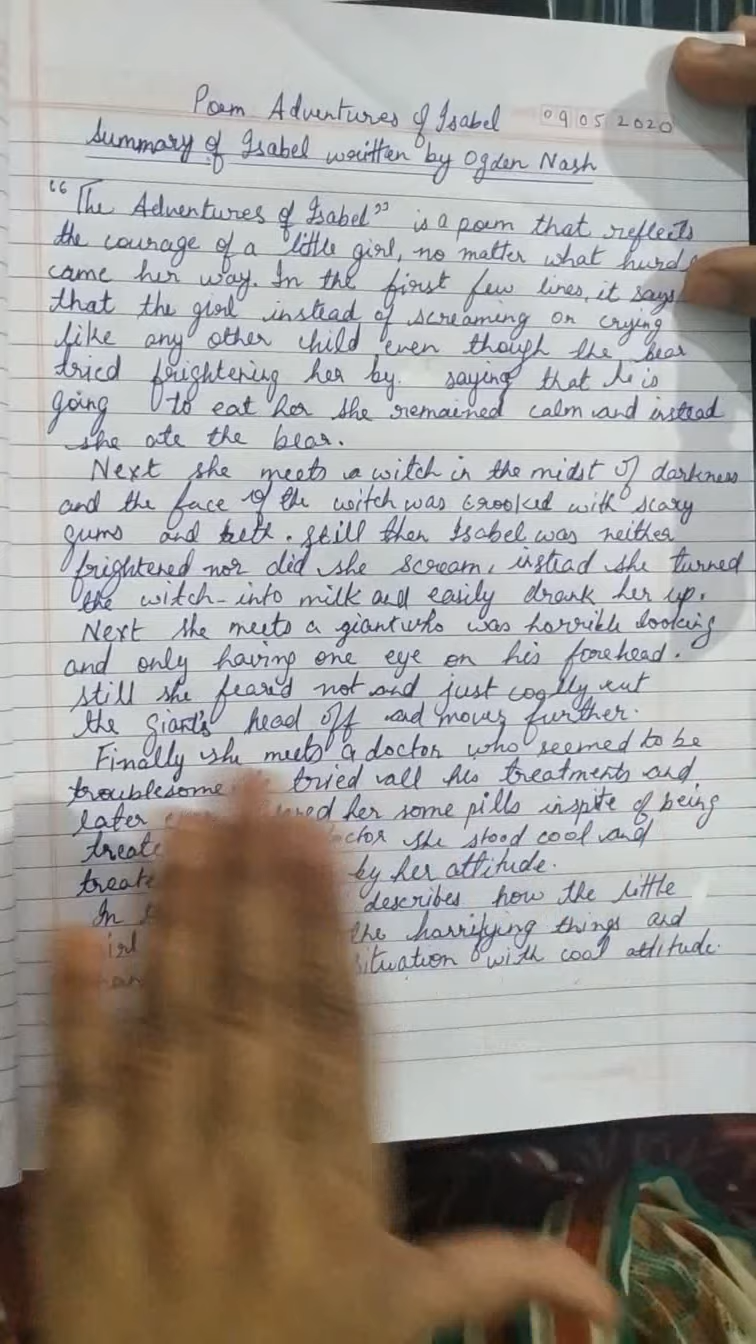 Poem Adventures of Isabel 09052020
Summary of Isabel written by Ogden Nash
"The Adventures of Isabel" is a poem that reflects
the courage of a little girl, no matter what
came her way. In the first few lines, it says
that the girl instead of screaming or crying
like any other child even though the bear
tried frightening her by. saying that he is
going to eat her she remained calm and instead
she ate the bear.
Next she meets a witch in the midst of darkness
and the face of the witch was crooked with scary
gums and teeth. Still then Isabel was neither
frightened nor did she scream, instead she turned
the witch into milk and easily drank her up.
Next she meets a giant who was horrible looking
and only having one eye on his forehead.
still she feared not and just coolly cut
the giant's head off and moves further.
Finally she meets a doctor who seemed to be
troublesome tried all his treatments and
later her some pills inspite of being
she stood cool and
by her attitude.
In describes how the little
the horrifying things and
situation with cool attitude.